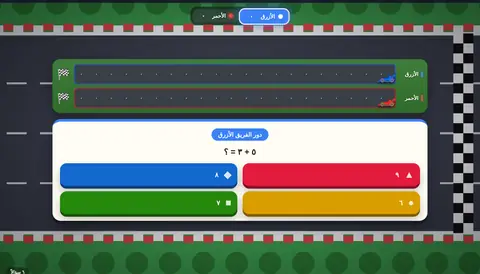 الأزرق ٠ الأحمر ٠
الأزرق
الأحمر
دور الفريق الأزرق
٥ + ٣ = ؟
٩ ٨
٦ ٧